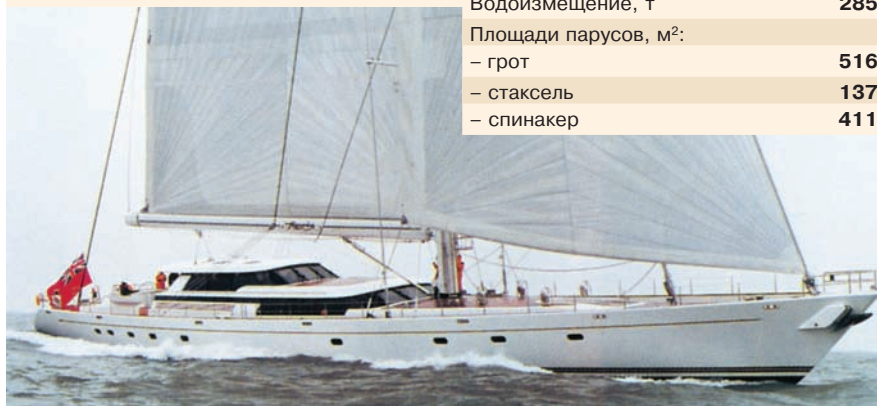 Водоизмещение, т 285
Площади парусов, м²:
– грот 516
– стаксель 137
– спинакер 411